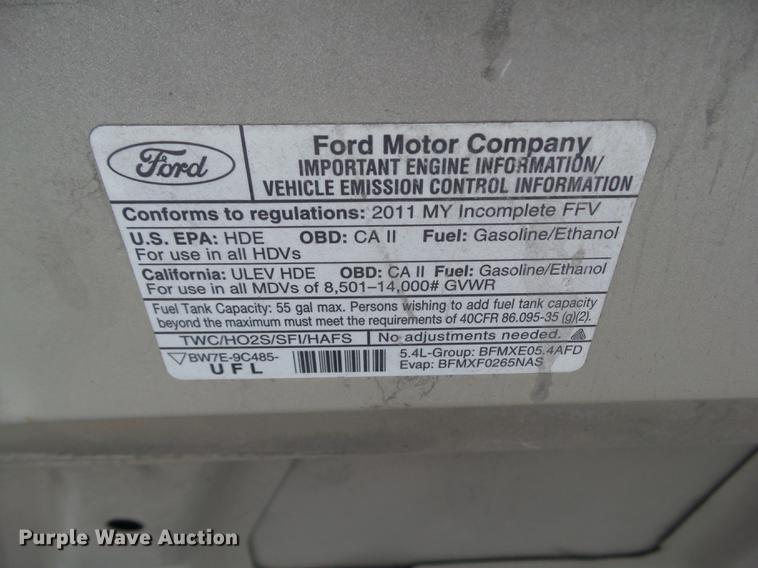 Ford
Ford Motor Company
IMPORTANT ENGINE INFORMATION/
VEHICLE EMISSION CONTROL INFORMATION
Conforms to regulations: 2011 MY Incomplete FFV
U.S. EPA: HDE OBD: CA II Fuel: Gasoline/Ethanol
For use in all HDVs
California: ULEV HDE OBD: CA II Fuel: Gasoline/Ethanol
For use in all MDVs of 8,501–14,000# GVWR
Fuel Tank Capacity: 55 gal max. Persons wishing to add fuel tank capacity
beyond the maximum must meet the requirements of 40CFR 86.095-35 (g)(2).
TWC/HO2S/SFI/HAFS No adjustments needed.
BW7E-9C485-
UFL
5.4L-Group: BFMXE05.4AFD
Evap: BFMXF0265NAS
Purple Wave Auction